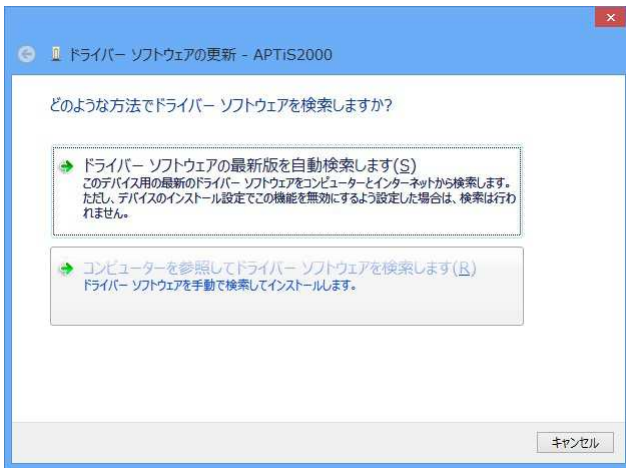 ドライバー ソフトウェアの更新 - APTiS2000
どのような方法でドライバー ソフトウェアを検索しますか?
ドライバー ソフトウェアの最新版を自動検索します(S)
このデバイス用の最新のドライバー ソフトウェアをコンピューターとインターネットから検索します。
ただし、デバイスのインストール設定でこの機能を無効にするよう設定した場合は、検索は行わ
れません。
コンピューターを参照してドライバー ソフトウェアを検索します(R)
ドライバー ソフトウェアを手動で検索してインストールします。
キャンセル